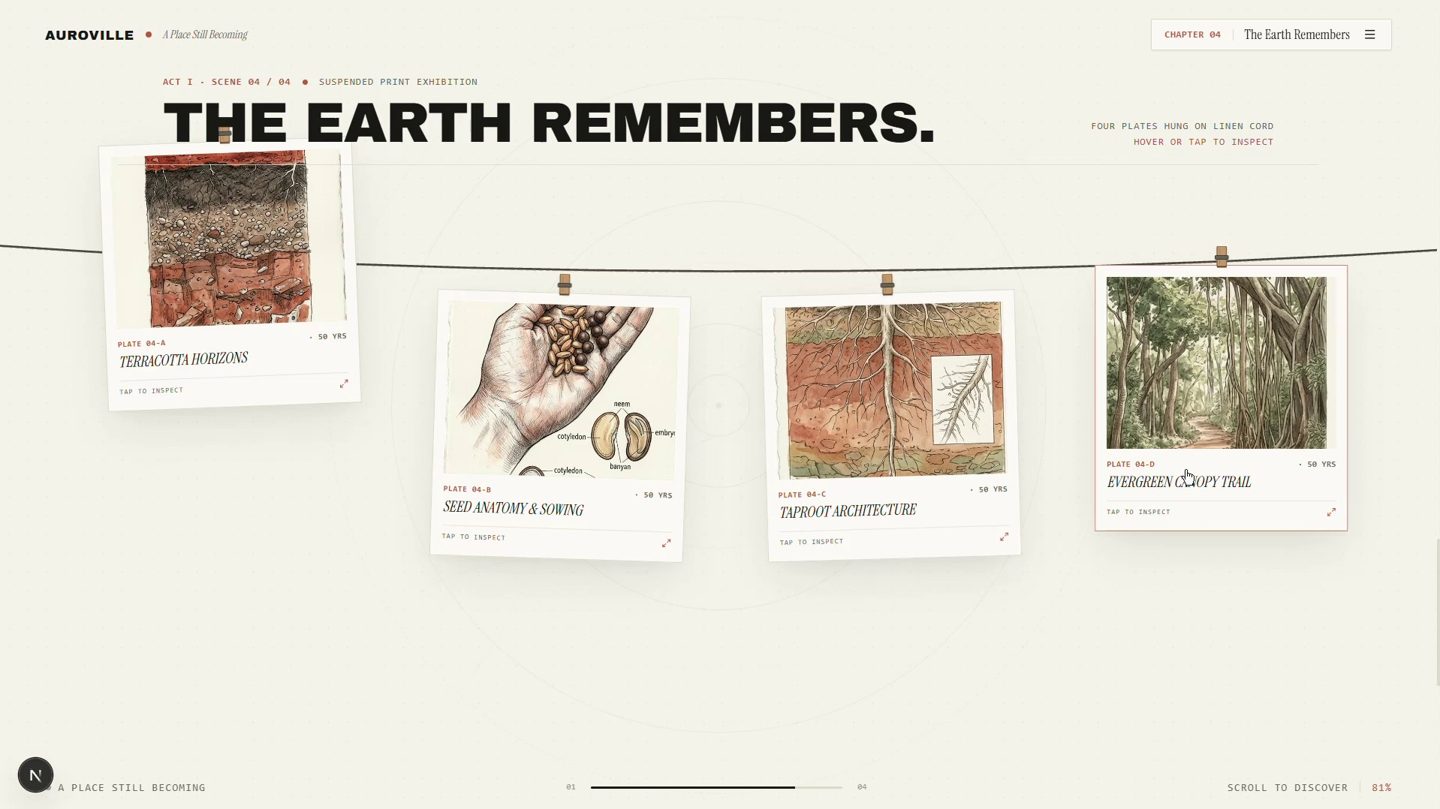 AUROVILLE
A Place Still Becoming
CHAPTER 04
The Earth Remembers
ACT I - SCENE 04 / 04
SUSPENDED PRINT EXHIBITION
THE EARTH REMEMBERS.
FOUR PLATES HUNG ON LINEN CORD
HOVER OR TAP TO INSPECT
PLATE 04-A
· 50 YRS
TERRACOTTA HORIZONS
TAP TO INSPECT
neem
cotyledon
embryo
banyan
cotyledon
PLATE 04-B
· 50 YRS
SEED ANATOMY & SOWING
TAP TO INSPECT
PLATE 04-C
· 50 YRS
TAPROOT ARCHITECTURE
TAP TO INSPECT
PLATE 04-D
· 50 YRS
EVERGREEN CANOPY TRAIL
TAP TO INSPECT
N
A PLACE STILL BECOMING
01
04
SCROLL TO DISCOVER
81%